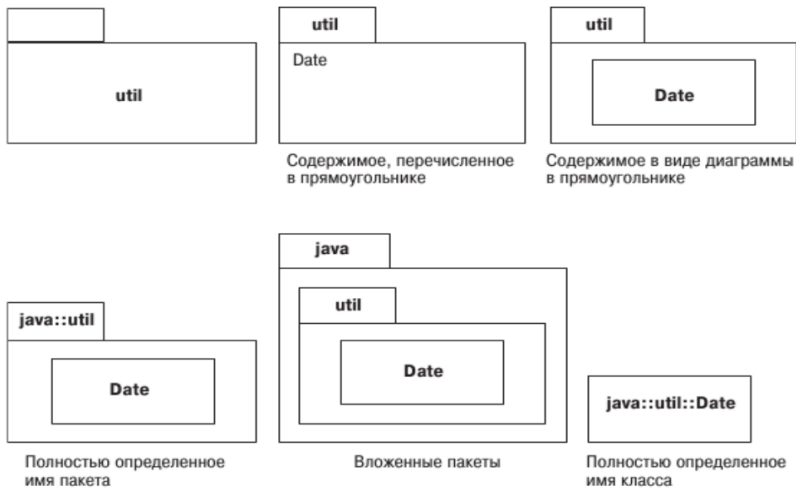 util
util
Date
Содержимое, перечисленное
в прямоугольнике
util
Date
Содержимое в виде диаграммы
в прямоугольнике
java::util
Date
Полностью определенное
имя пакета
java
util
Date
Вложенные пакеты
java::util::Date
Полностью определенное
имя класса